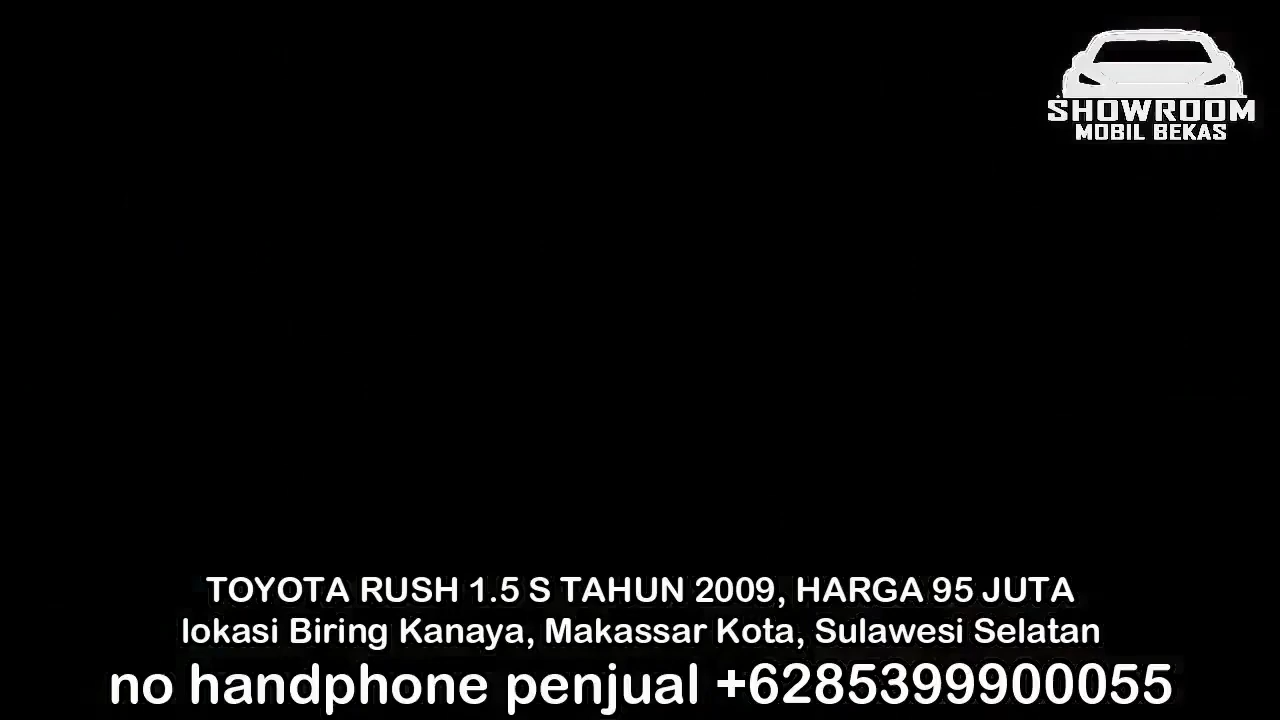 SHOWROOM
MOBIL BEKAS
TOYOTA RUSH 1.5 S TAHUN 2009, HARGA 95 JUTA
lokasi Biring Kanaya, Makassar Kota, Sulawesi Selatan
no handphone penjual +6285399900055